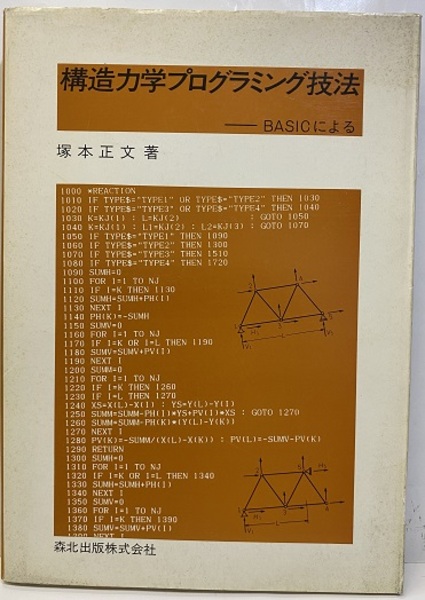 構造力学プログラミング技法
── BASICによる
塚本正文 著
1000 *REACTION
1010 IF TYPE$="TYPE1" OR TYPE$="TYPE2" THEN 1030
1020 IF TYPE$="TYPE3" OR TYPE$="TYPE4" THEN 1040
1030 K=KJ(1) : L=KJ(2) : GOTO 1050
1040 K=KJ(1) : L1=KJ(2) : L2=KJ(3) : GOTO 1070
1050 IF TYPE$="TYPE1" THEN 1090
1060 IF TYPE$="TYPE2" THEN 1300
1070 IF TYPE$="TYPE3" THEN 1510
1080 IF TYPE$="TYPE4" THEN 1720
1090 SUMH=0
1100 FOR I=1 TO NJ
1110 IF I=K THEN 1130
1120 SUMH=SUMH+PH(I)
1130 NEXT I
1140 PH(K)=-SUMH
1150 SUMV=0
1160 FOR I=1 TO NJ
1170 IF I=K OR I=L THEN 1190
1180 SUMV=SUMV+PV(I)
1190 NEXT I
1200 SUMM=0
1210 FOR I=1 TO NJ
1220 IF I=K THEN 1260
1230 IF I=L THEN 1270
1240 XS=X(L)-X(I) : YS=Y(L)-Y(I)
1250 SUMM=SUMM-PH(I)*YS+PV(I)*XS : GOTO 1270
1260 SUMM=SUMM-PH(K)*(Y(L)-Y(K))
1270 NEXT I
1280 PV(K)=-SUMM/(X(L)-X(K)) : PV(L)=-SUMV-PV(K)
1290 RETURN
1300 SUMH=0
1310 FOR I=1 TO NJ
1320 IF I=K OR I=L THEN 1340
1330 SUMH=SUMH+PH(I)
1340 NEXT I
1350 SUMV=0
1360 FOR I=1 TO NJ
1370 IF I=K THEN 1390
1380 SUMV=SUMV+PV(I)
1390 NEXT I
森北出版株式会社